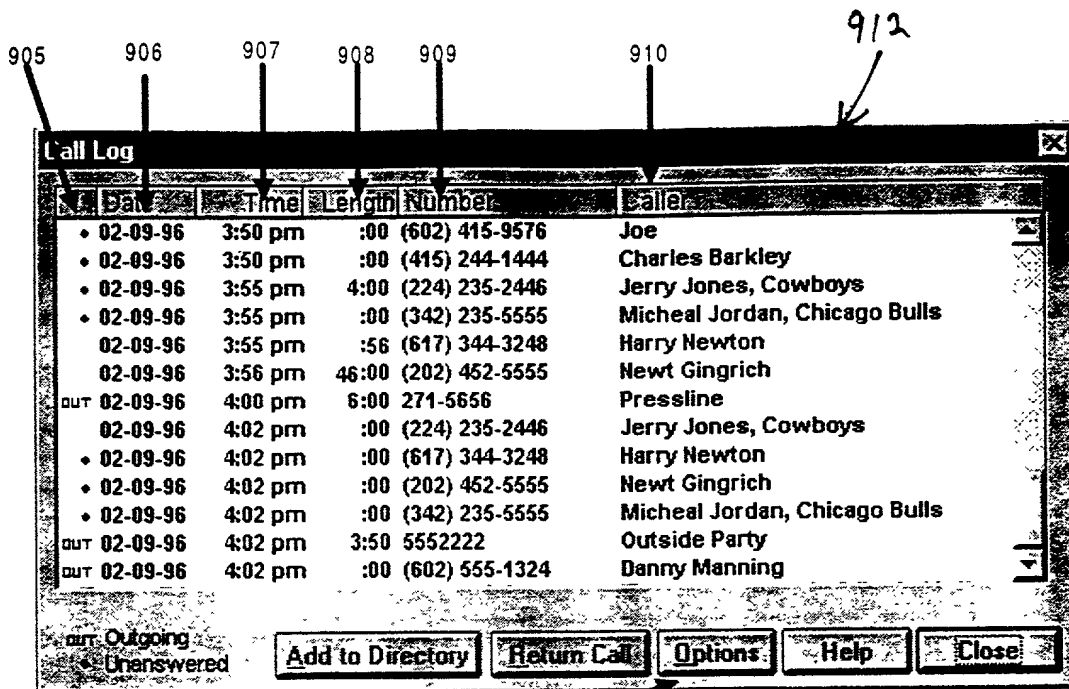 912
905 906 907 908 909 910
Call Log
Date Time Length Number Caller
• 02-09-96 3:50 pm :00 (602) 415-9576 Joe
• 02-09-96 3:50 pm :00 (415) 244-1444 Charles Barkley
• 02-09-96 3:55 pm 4:00 (224) 235-2446 Jerry Jones, Cowboys
• 02-09-96 3:55 pm :00 (342) 235-5555 Micheal Jordan, Chicago Bulls
02-09-96 3:55 pm :56 (617) 344-3248 Harry Newton
02-09-96 3:56 pm 46:00 (202) 452-5555 Newt Gingrich
OUT 02-09-96 4:00 pm 6:00 271-5656 Pressline
02-09-96 4:02 pm :00 (224) 235-2446 Jerry Jones, Cowboys
• 02-09-96 4:02 pm :00 (617) 344-3248 Harry Newton
• 02-09-96 4:02 pm :00 (202) 452-5555 Newt Gingrich
• 02-09-96 4:02 pm :00 (342) 235-5555 Micheal Jordan, Chicago Bulls
OUT 02-09-96 4:02 pm 3:50 5552222 Outside Party
OUT 02-09-96 4:02 pm :00 (602) 555-1324 Danny Manning
OUT Outgoing
• Unanswered
Add to Directory Return Call Options Help Close